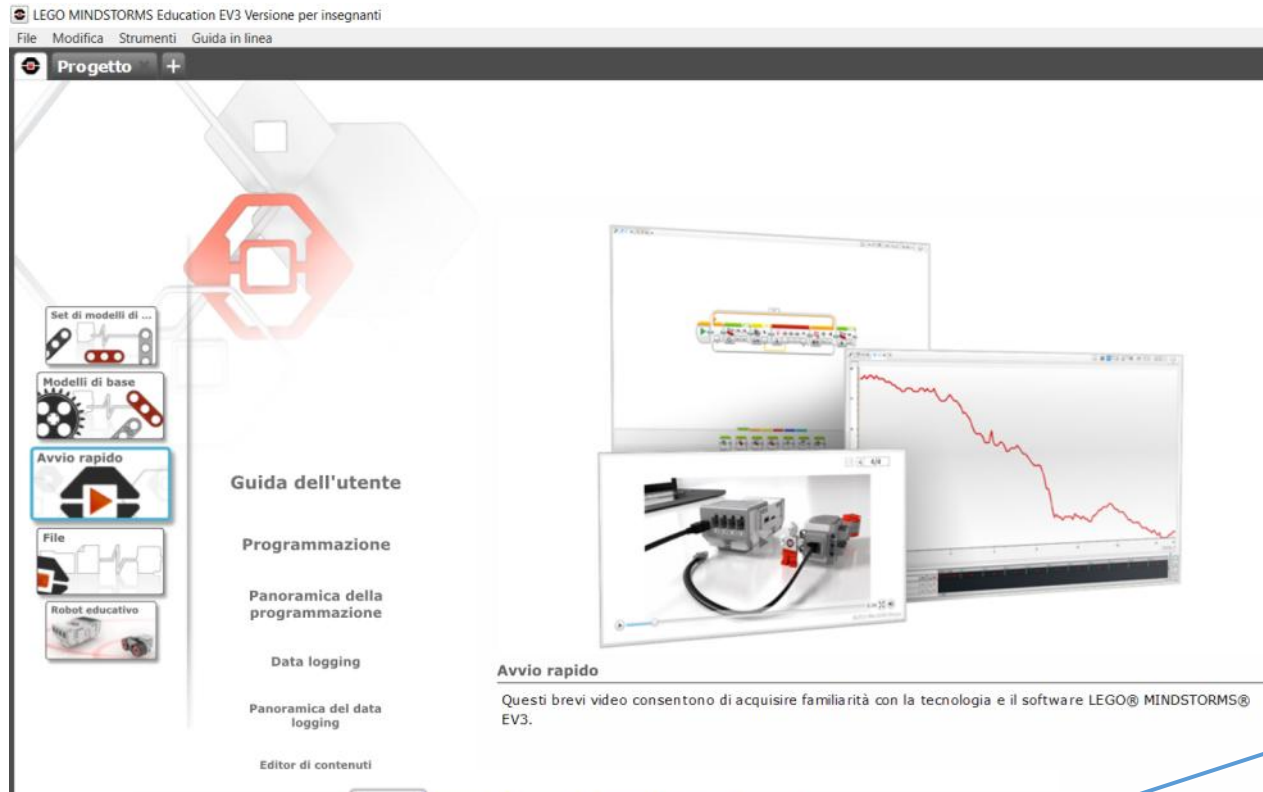 LEGO MINDSTORMS Education EV3 Versione per insegnanti
File Modifica Strumenti Guida in linea
Progetto +
Set di modelli di ...
Modelli di base
Avvio rapido
File
Robot educativo
Guida dell'utente
Programmazione
Panoramica della
programmazione
Data logging
Panoramica del data
logging
Editor di contenuti
4/8
Avvio rapido
Questi brevi video consentono di acquisire familiarità con la tecnologia e il software LEGO® MINDSTORMS®
EV3.